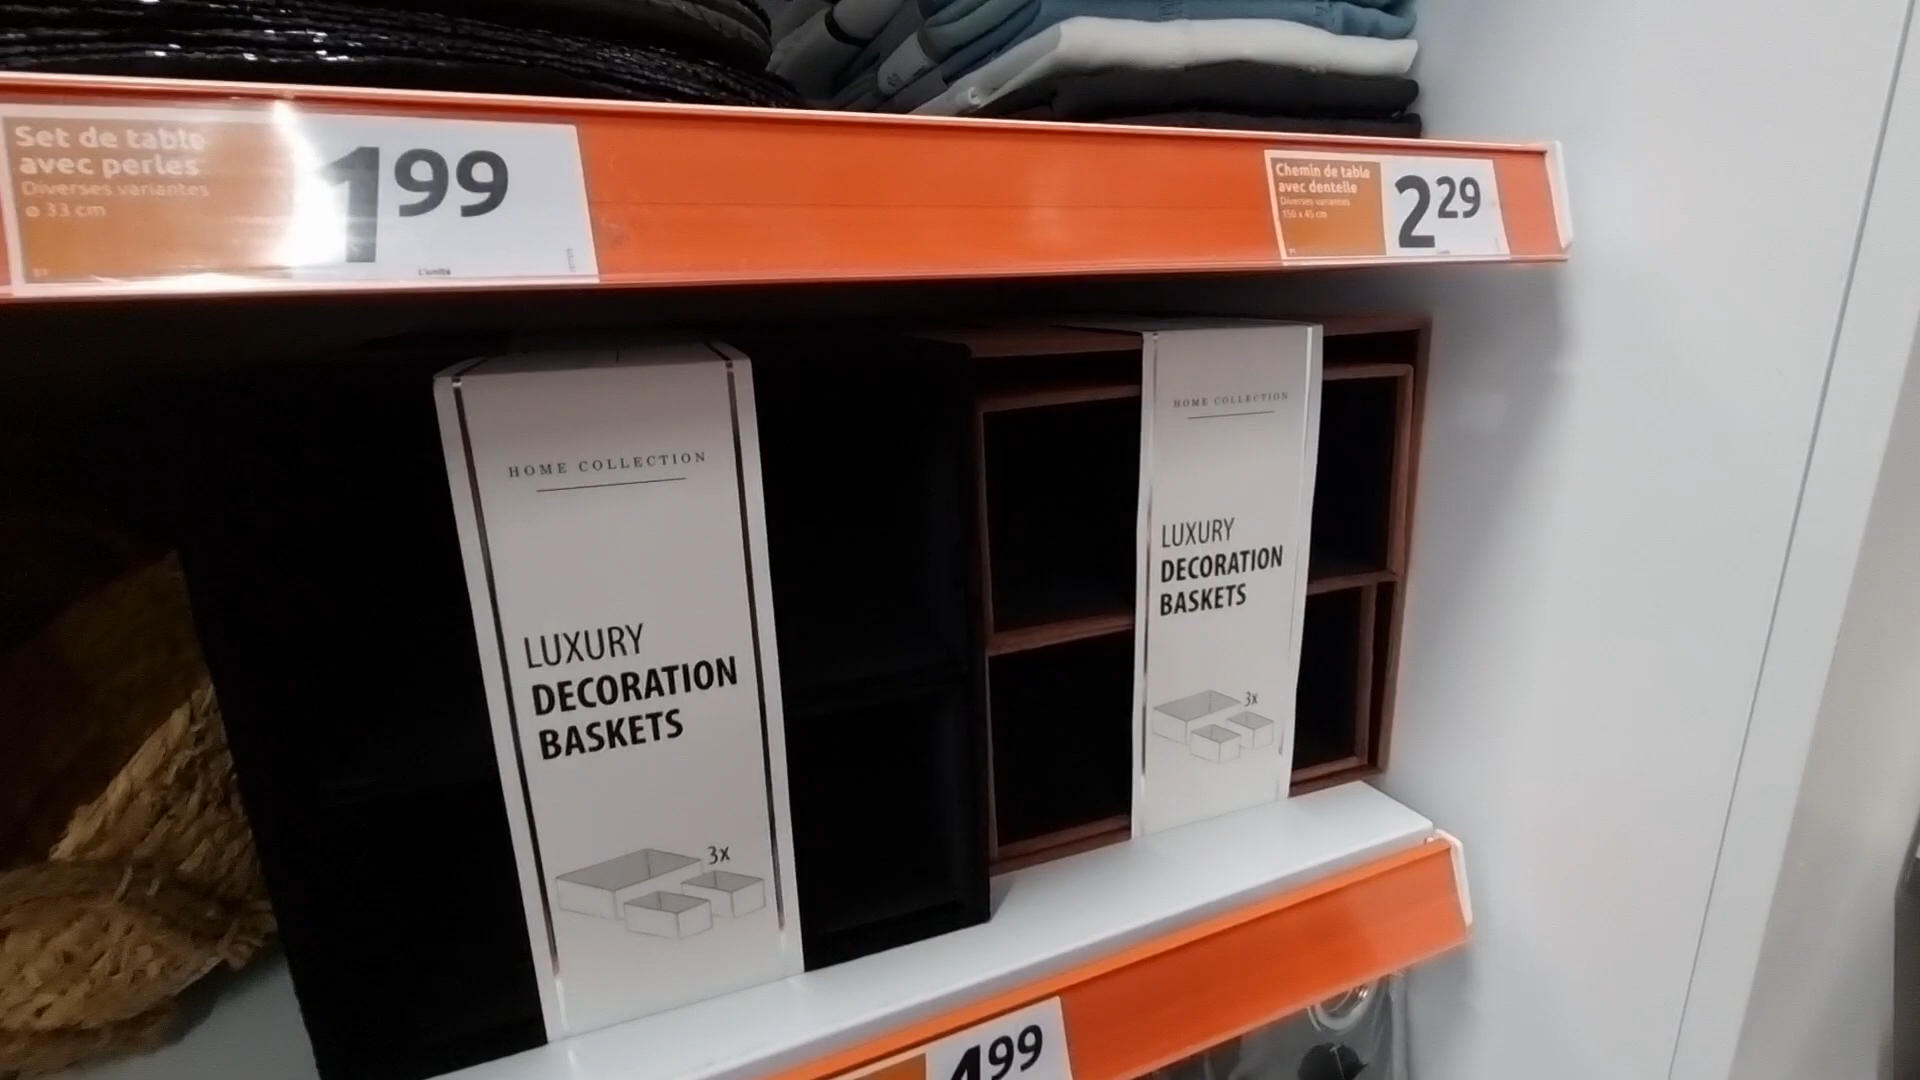 Set de table
avec perles
Diverses variantes
ø 33 cm
1 99
L'unité
Chemin de table
avec dentelle
Diverses variantes
150 x 45 cm
2 29
HOME COLLECTION
LUXURY
DECORATION
BASKETS
3x
HOME COLLECTION
LUXURY
DECORATION
BASKETS
3x
4 99